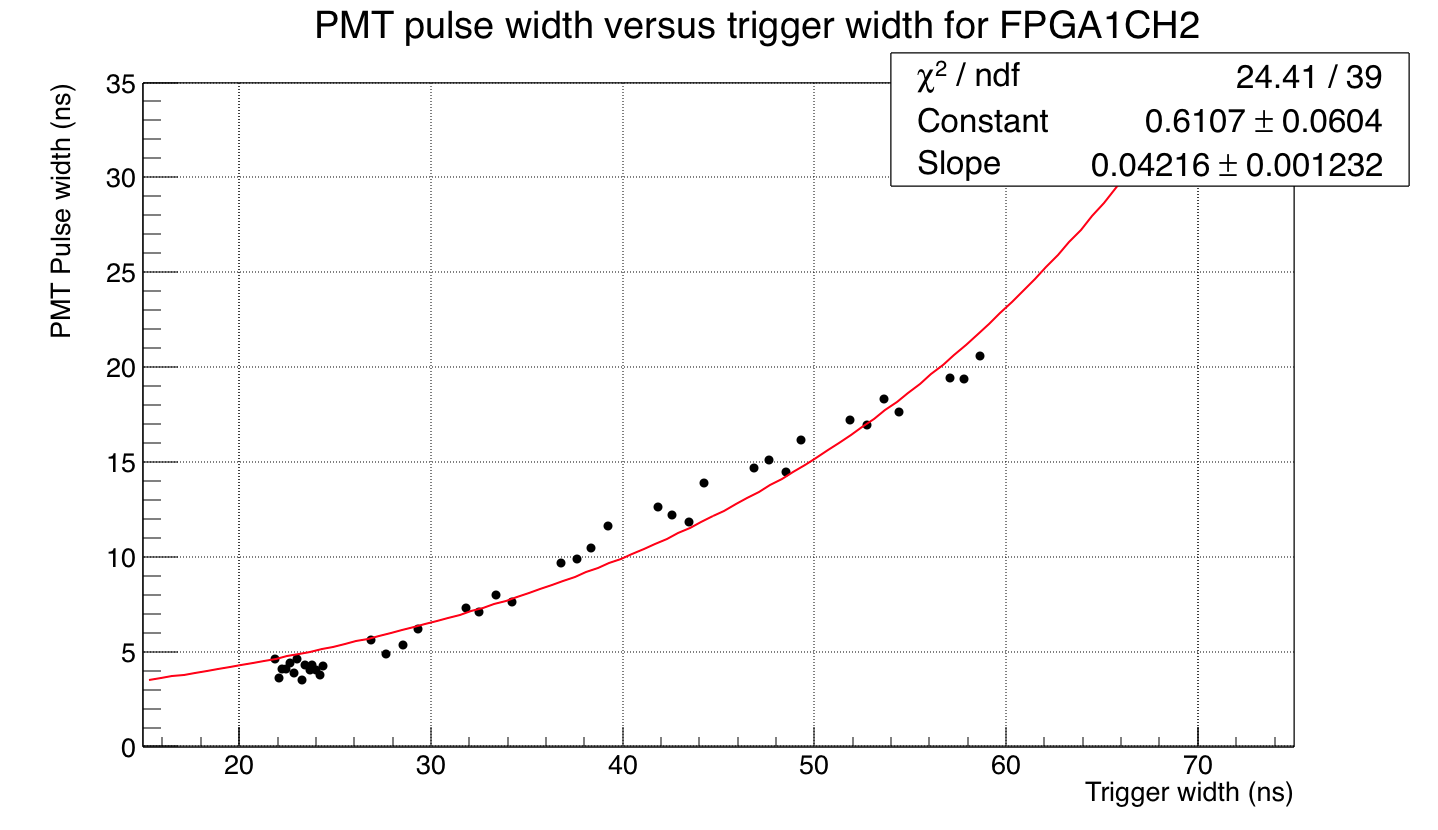 PMT pulse width versus trigger width for FPGA1CH2
χ² / ndf 24.41 / 39
Constant 0.6107 ± 0.0604
Slope 0.04216 ± 0.001232
PMT Pulse width (ns)
35
30
25
20
15
10
5
0
20 30 40 50 60 70
Trigger width (ns)